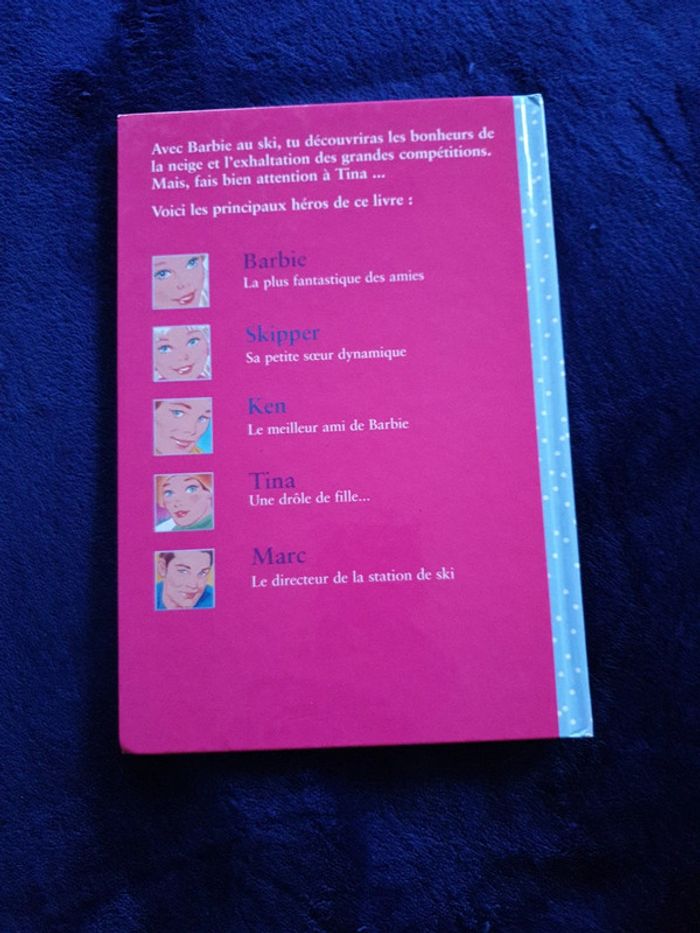 Avec Barbie au ski, tu découvriras les bonheurs de
la neige et l'exhaltation des grandes compétitions.
Mais, fais bien attention à Tina ...
Voici les principaux héros de ce livre :
Barbie
La plus fantastique des amies
Skipper
Sa petite sœur dynamique
Ken
Le meilleur ami de Barbie
Tina
Une drôle de fille...
Marc
Le directeur de la station de ski